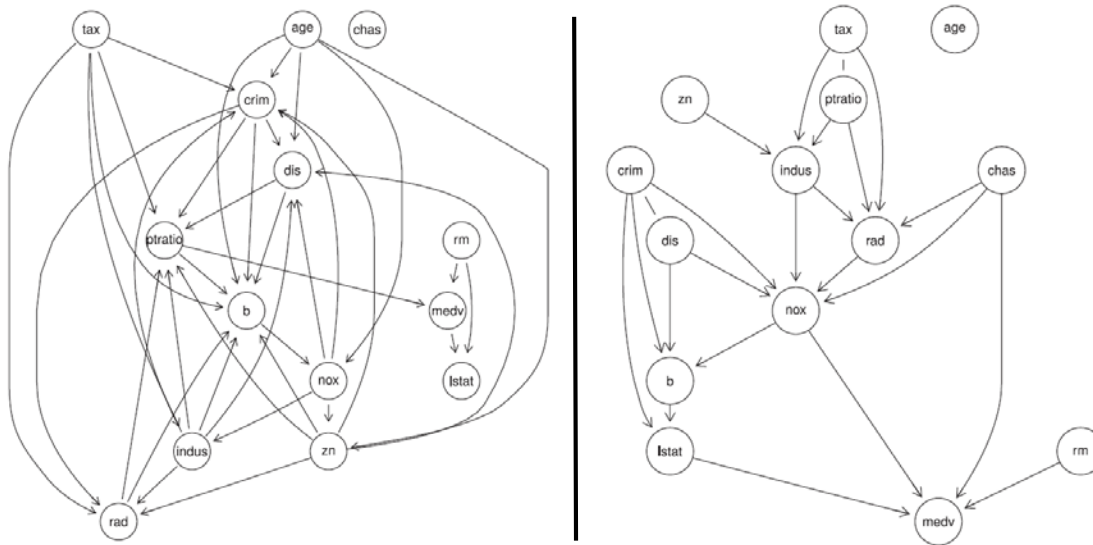 tax
age
chas
crim
dis
ptratio
rm
b
medv
nox
lstat
indus
zn
rad
tax
age
zn
ptratio
crim
indus
chas
dis
rad
nox
b
lstat
rm
medv